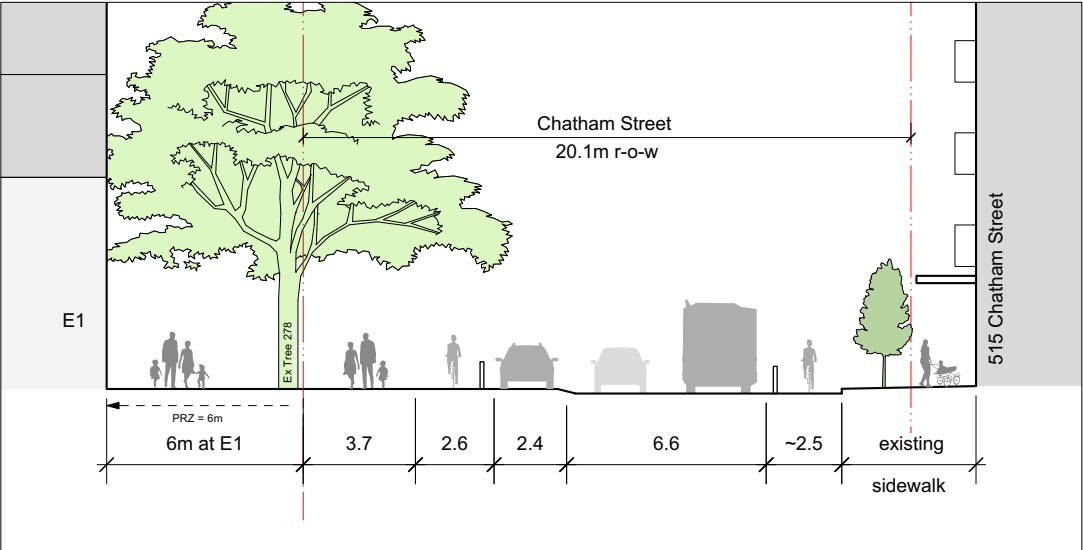 Chatham Street
20.1m r-o-w
515 Chatham Street
E1
Ex Tree 278
PRZ = 6m
6m at E1
3.7
2.6
2.4
6.6
~2.5
existing
sidewalk